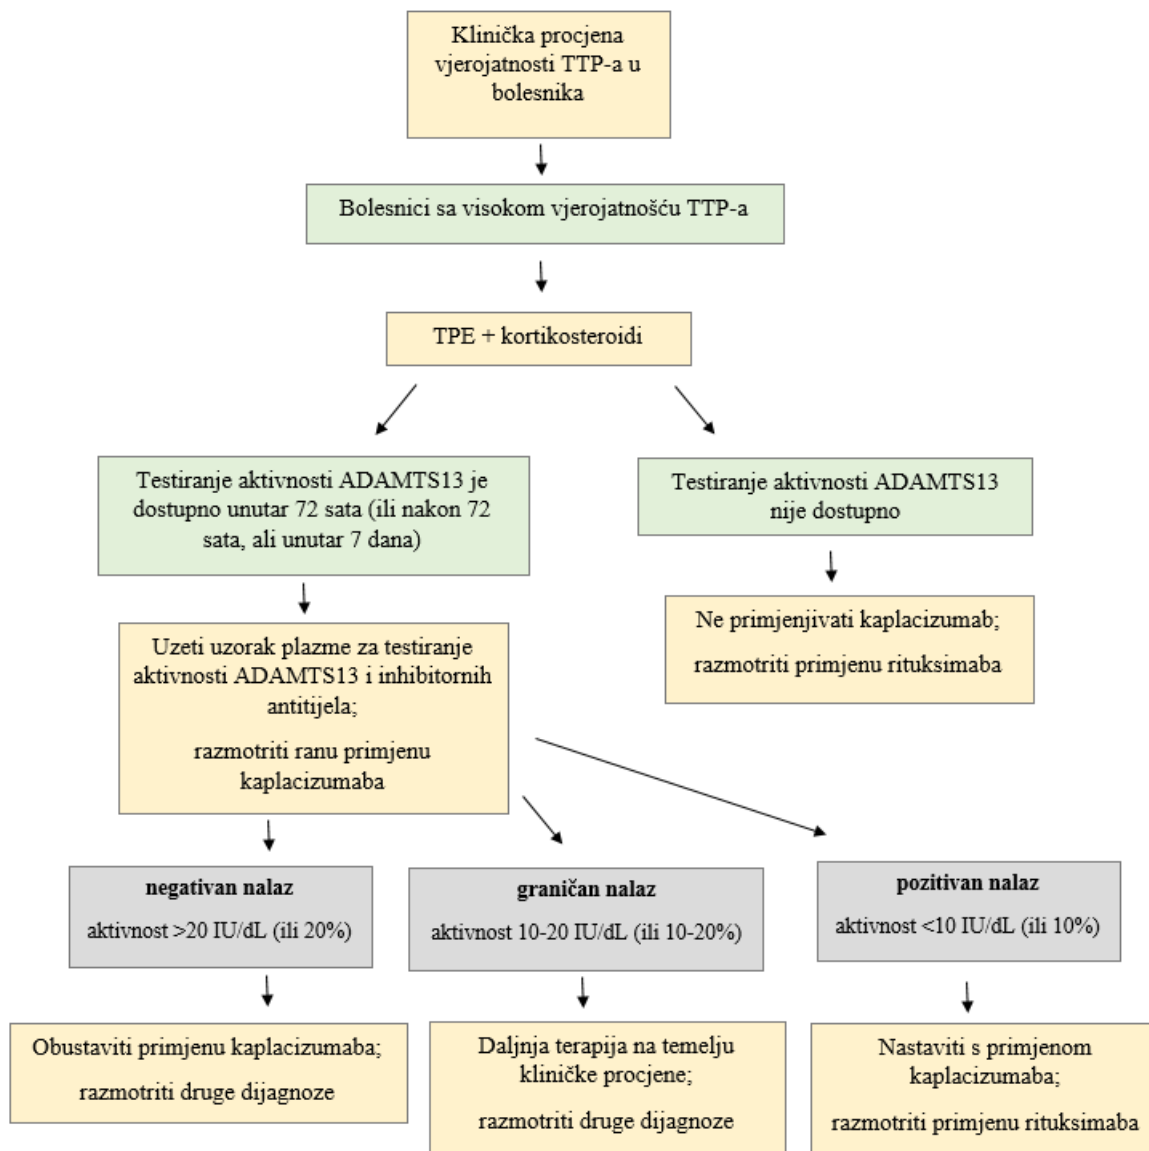 Klinička procjena
vjerojatnosti TTP-a u
bolesnika
Bolesnici sa visokom vjerojatnošću TTP-a
TPE + kortikosteroidi
Testiranje aktivnosti ADAMTS13 je
dostupno unutar 72 sata (ili nakon 72
sata, ali unutar 7 dana)
Testiranje aktivnosti ADAMTS13
nije dostupno
Uzeti uzorak plazme za testiranje
aktivnosti ADAMTS13 i inhibitornih
antitijela;
razmotriti ranu primjenu
kaplacizumaba
Ne primjenjivati kaplacizumab;
razmotriti primjenu rituksimaba
negativan nalaz
aktivnost >20 IU/dL (ili 20%)
graničan nalaz
aktivnost 10-20 IU/dL (ili 10-20%)
pozitivan nalaz
aktivnost <10 IU/dL (ili 10%)
Obustaviti primjenu kaplacizumaba;
razmotriti druge dijagnoze
Daljnja terapija na temelju
kliničke procjene;
razmotriti druge dijagnoze
Nastaviti s primjenom
kaplacizumaba;
razmotriti primjenu rituksimaba